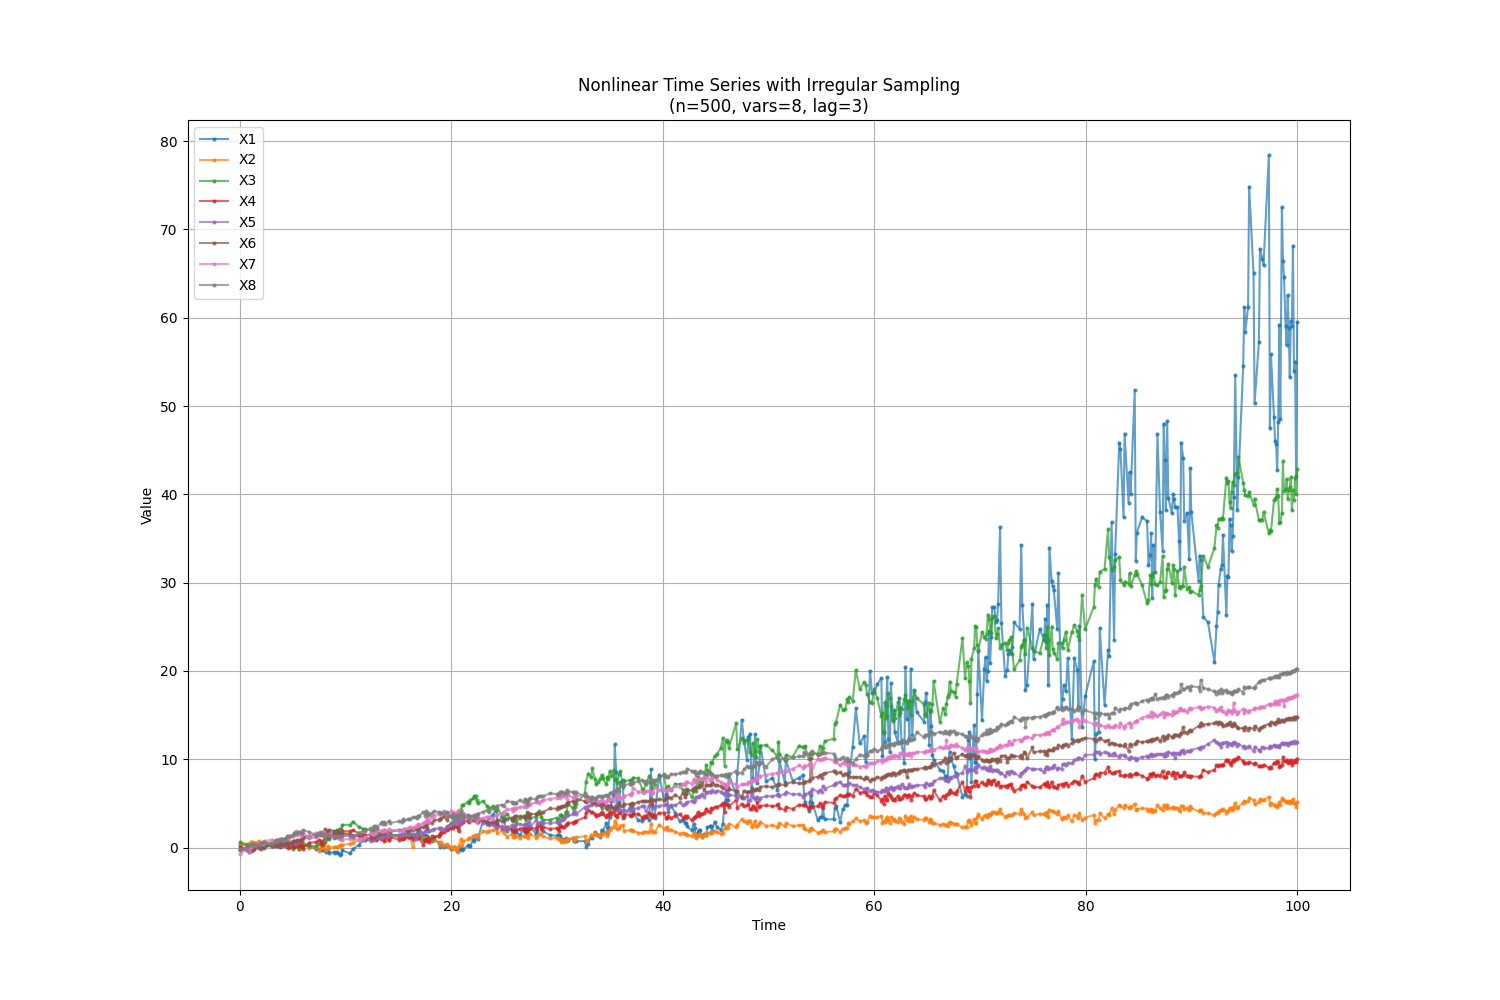 Nonlinear Time Series with Irregular Sampling
(n=500, vars=8, lag=3)
X1
X2
X3
X4
X5
X6
X7
X8
Value
80
70
60
50
40
30
20
10
0
0 20 40 60 80 100
Time